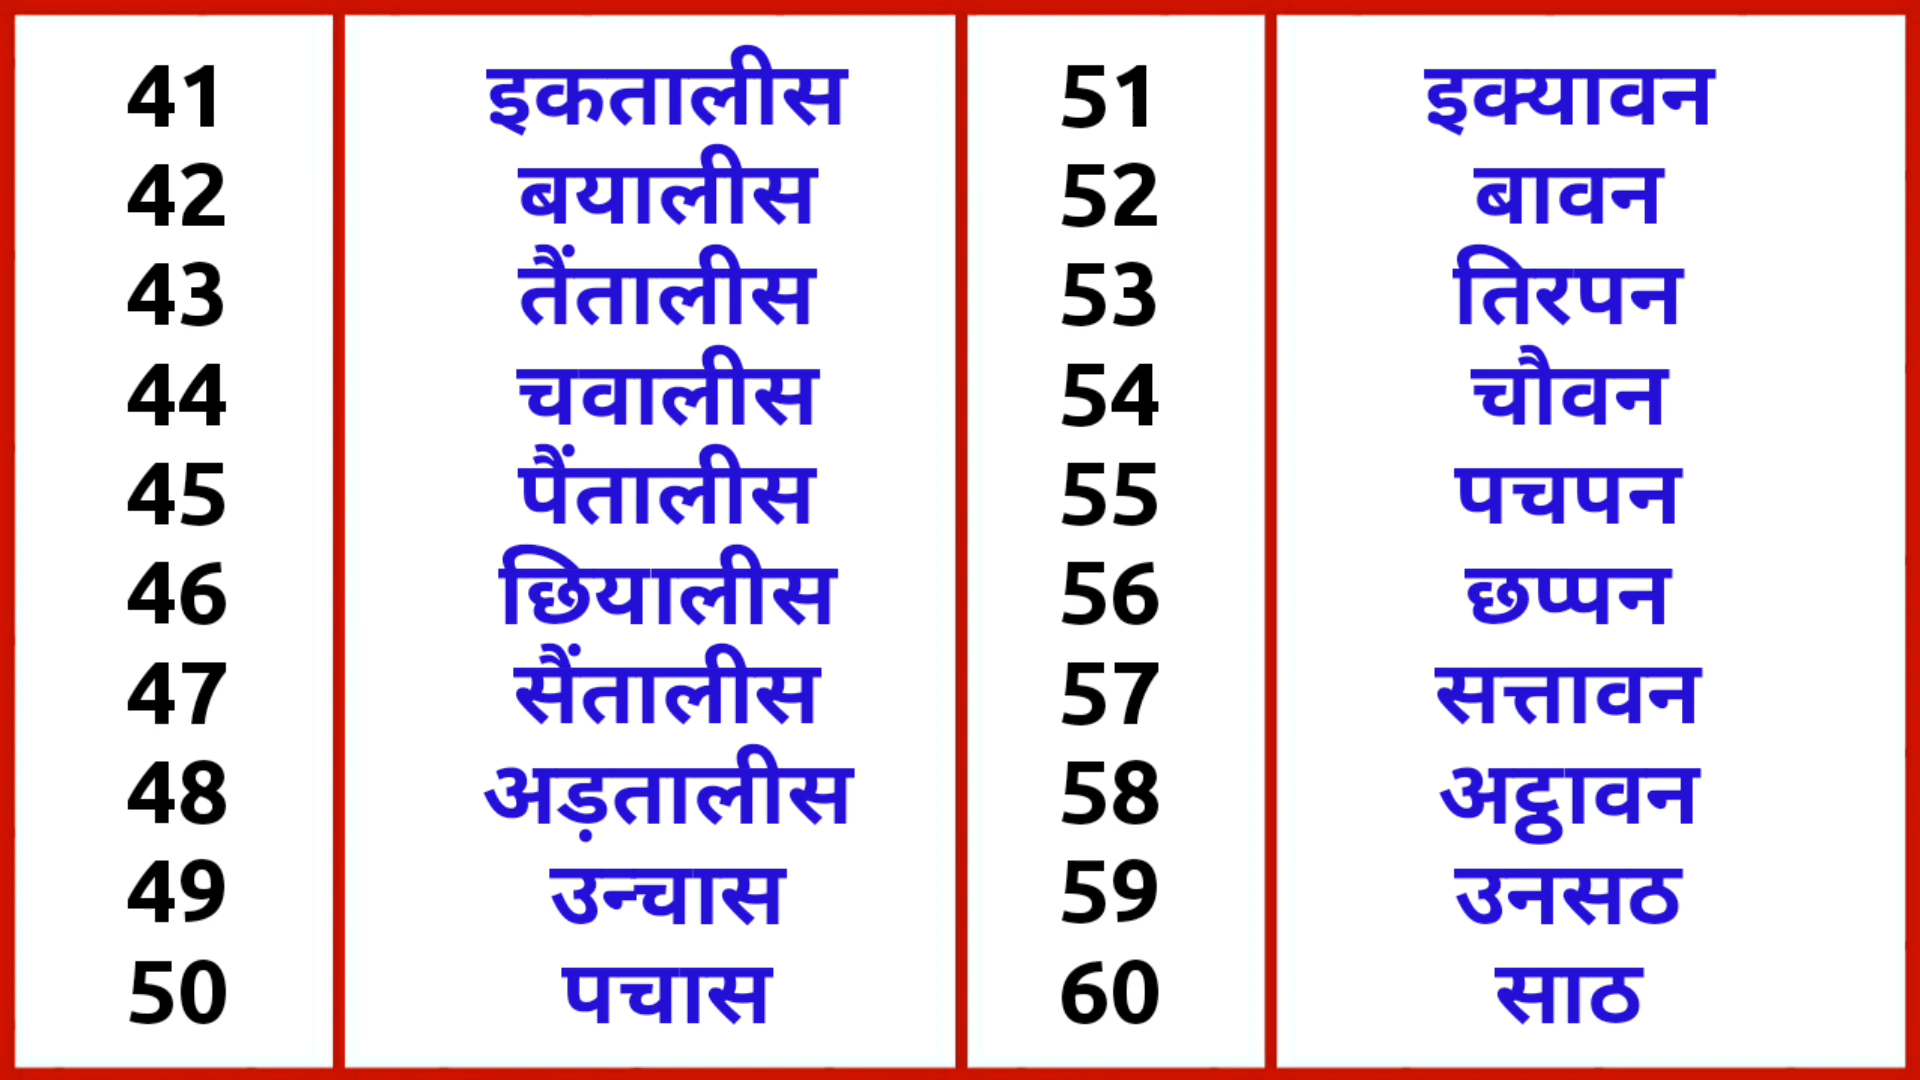 41 इकतालीस 51 इक्यावन
42 बयालीस 52 बावन
43 तैंतालीस 53 तिरपन
44 चवालीस 54 चौवन
45 पैंतालीस 55 पचपन
46 छियालीस 56 छप्पन
47 सैंतालीस 57 सत्तावन
48 अड़तालीस 58 अट्ठावन
49 उन्चास 59 उनसठ
50 पचास 60 साठ